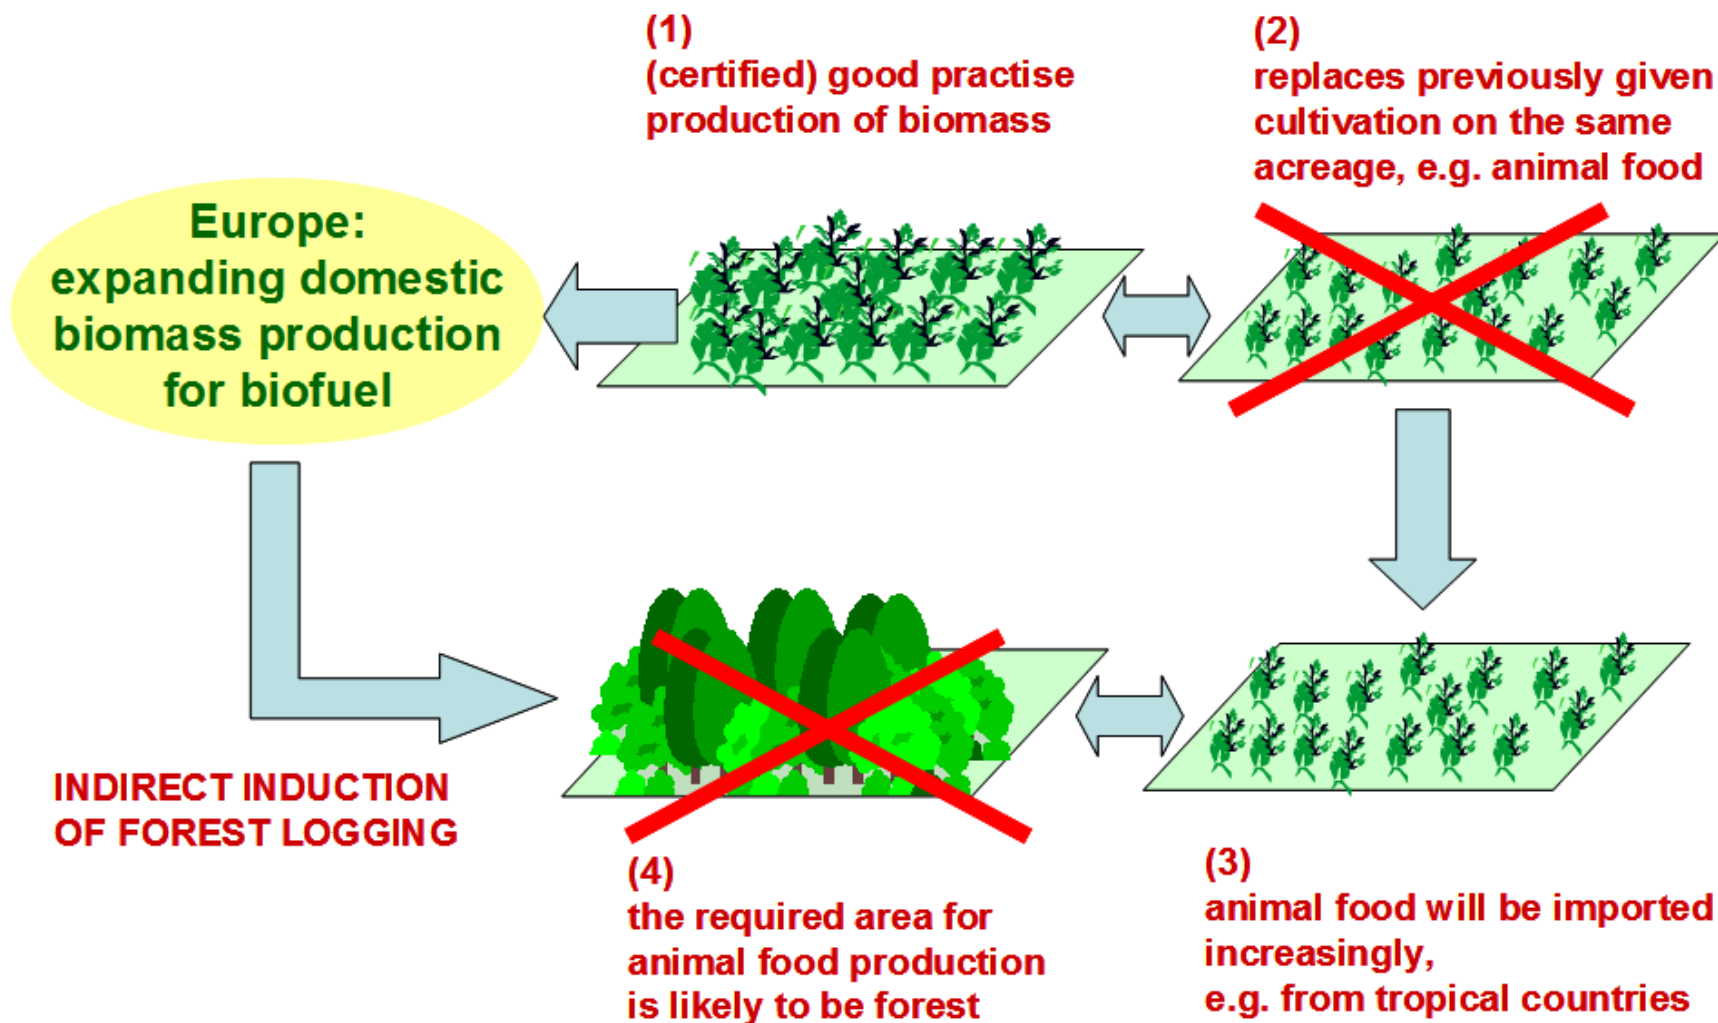 (1)
(certified) good practise
production of biomass
(2)
replaces previously given
cultivation on the same
acreage, e.g. animal food
Europe:
expanding domestic
biomass production
for biofuel
INDIRECT INDUCTION
OF FOREST LOGGING
(4)
the required area for
animal food production
is likely to be forest
(3)
animal food will be imported
increasingly,
e.g. from tropical countries